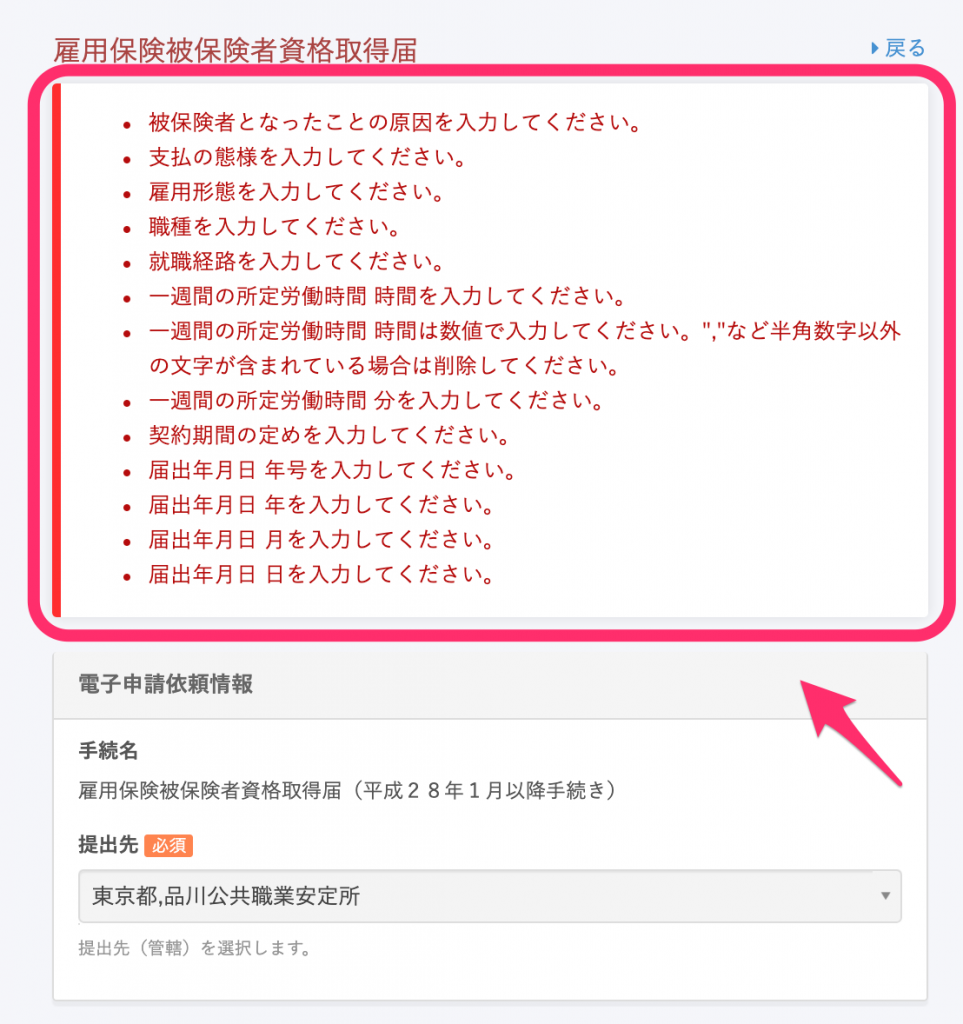 雇用保険被保険者資格取得届
戻る
被保険者となったことの原因を入力してください。
支払の態様を入力してください。
雇用形態を入力してください。
職種を入力してください。
就職経路を入力してください。
一週間の所定労働時間 時間を入力してください。
一週間の所定労働時間 時間は数値で入力してください。","など半角数字以外
の文字が含まれている場合は削除してください。
一週間の所定労働時間 分を入力してください。
契約期間の定めを入力してください。
届出年月日 年号を入力してください。
届出年月日 年を入力してください。
届出年月日 月を入力してください。
届出年月日 日を入力してください。
電子申請依頼情報
手続名
雇用保険被保険者資格取得届（平成２８年１月以降手続き）
提出先 必須
東京都,品川公共職業安定所
提出先（管轄）を選択します。